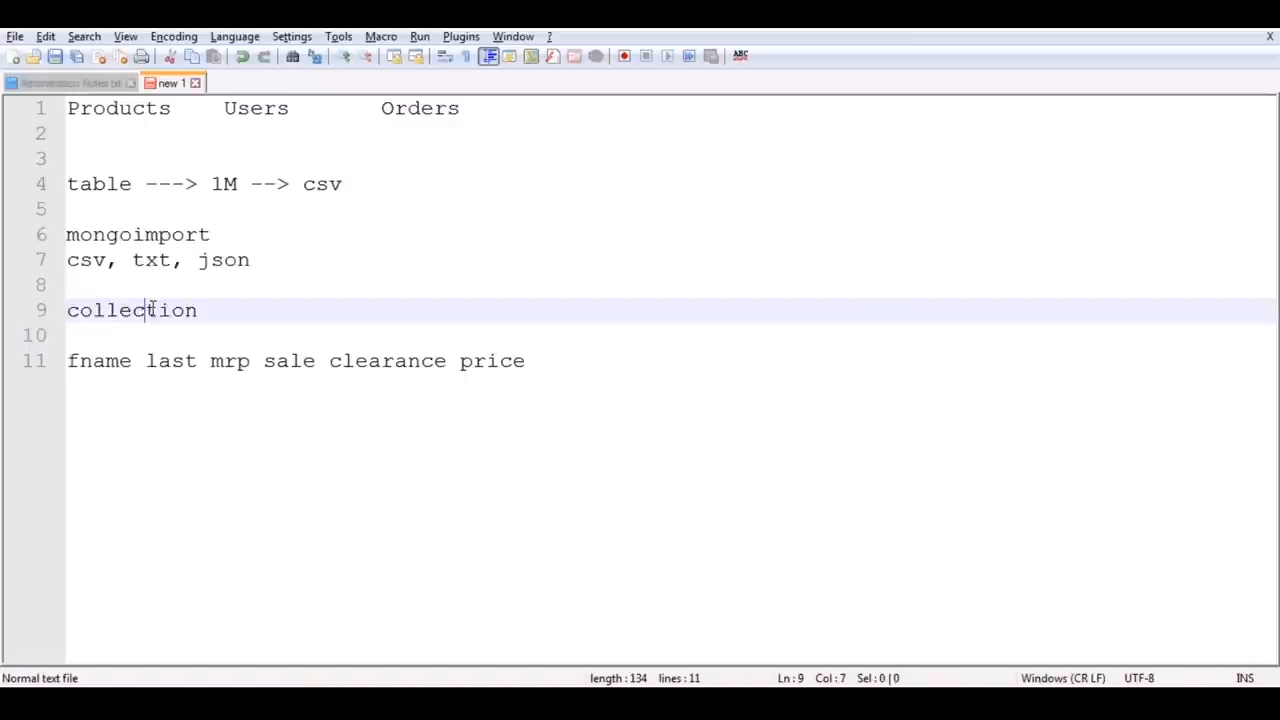 File Edit Search View Encoding Language Settings Tools Macro Run Plugins Window ? X
new 1
1 Products Users Orders
2
3
4 table ---> 1M --> csv
5
6 mongoimport
7 csv, txt, json
8
9 collection
10
11 fname last mrp sale clearance price
Normal text file length : 134 lines : 11 Ln : 9 Col : 7 Sel : 0 | 0 Windows (CR LF) UTF-8 INS